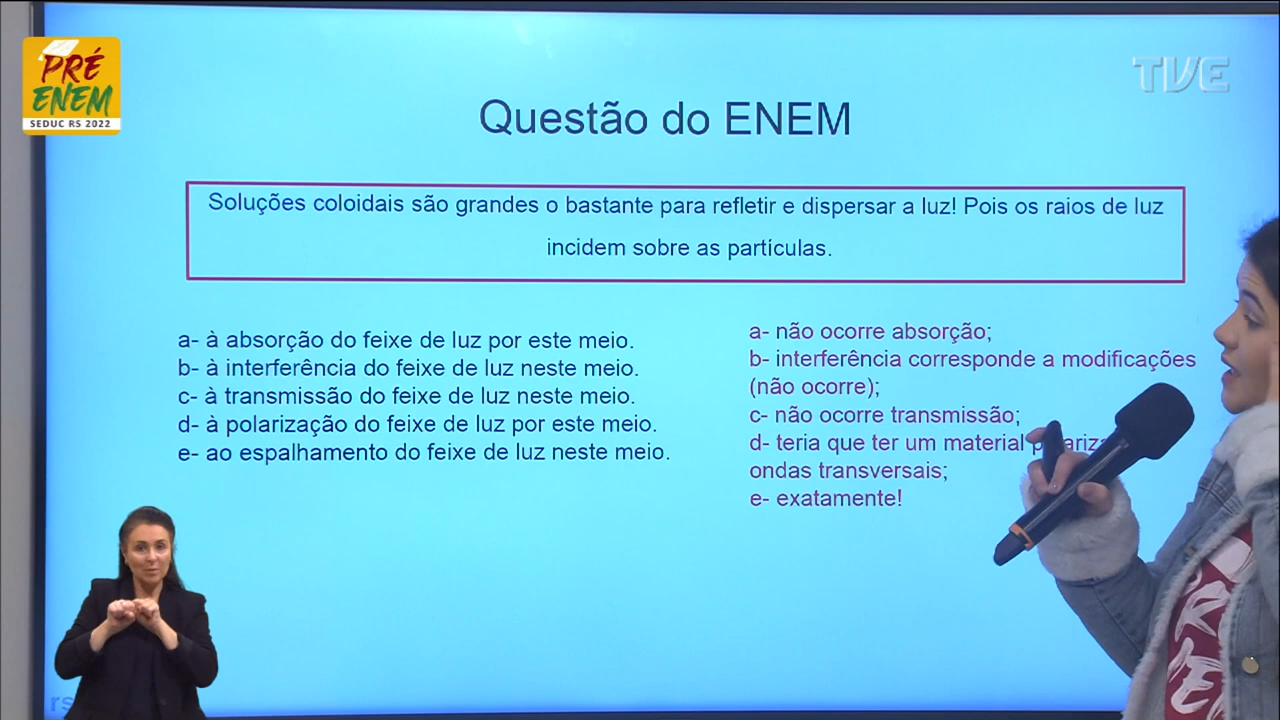 PRÉ
ENEM
SEDUC RS 2022
TVE
Questão do ENEM
Soluções coloidais são grandes o bastante para refletir e dispersar a luz! Pois os raios de luz
incidem sobre as partículas.
a- à absorção do feixe de luz por este meio.
b- à interferência do feixe de luz neste meio.
c- à transmissão do feixe de luz neste meio.
d- à polarização do feixe de luz por este meio.
e- ao espalhamento do feixe de luz neste meio.
a- não ocorre absorção;
b- interferência corresponde a modificações
(não ocorre);
c- não ocorre transmissão;
d- teria que ter um material
ondas transversais;
e- exatamente!